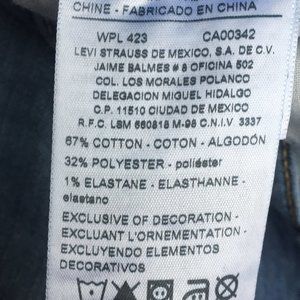 CHINE - FABRICADO EN CHINA
WPL 423 CA00342
LEVI STRAUSS DE MEXICO, S.A. DE C.V.
JAIME BALMES # 8 OFICINA 502
COL. LOS MORALES POLANCO
DELEGACION MIGUEL HIDALGO
C.P. 11510 CIUDAD DE MEXICO
R.F.C. LSM 660818 M-98 C.N.I.V. 3337
67% COTTON - COTON - ALGODÓN
32% POLYESTER - poliéster
1% ELASTANE - ELASTHANNE -
elastano
EXCLUSIVE OF DECORATION -
EXCLUANT L'ORNEMENTATION -
EXCLUYENDO ELEMENTOS
DECORATIVOS